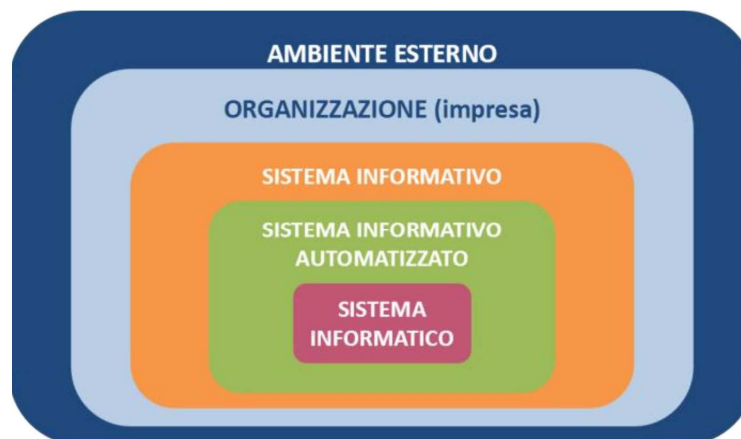 AMBIENTE ESTERNO
ORGANIZZAZIONE (impresa)
SISTEMA INFORMATIVO
SISTEMA INFORMATIVO
AUTOMATIZZATO
SISTEMA
INFORMATICO